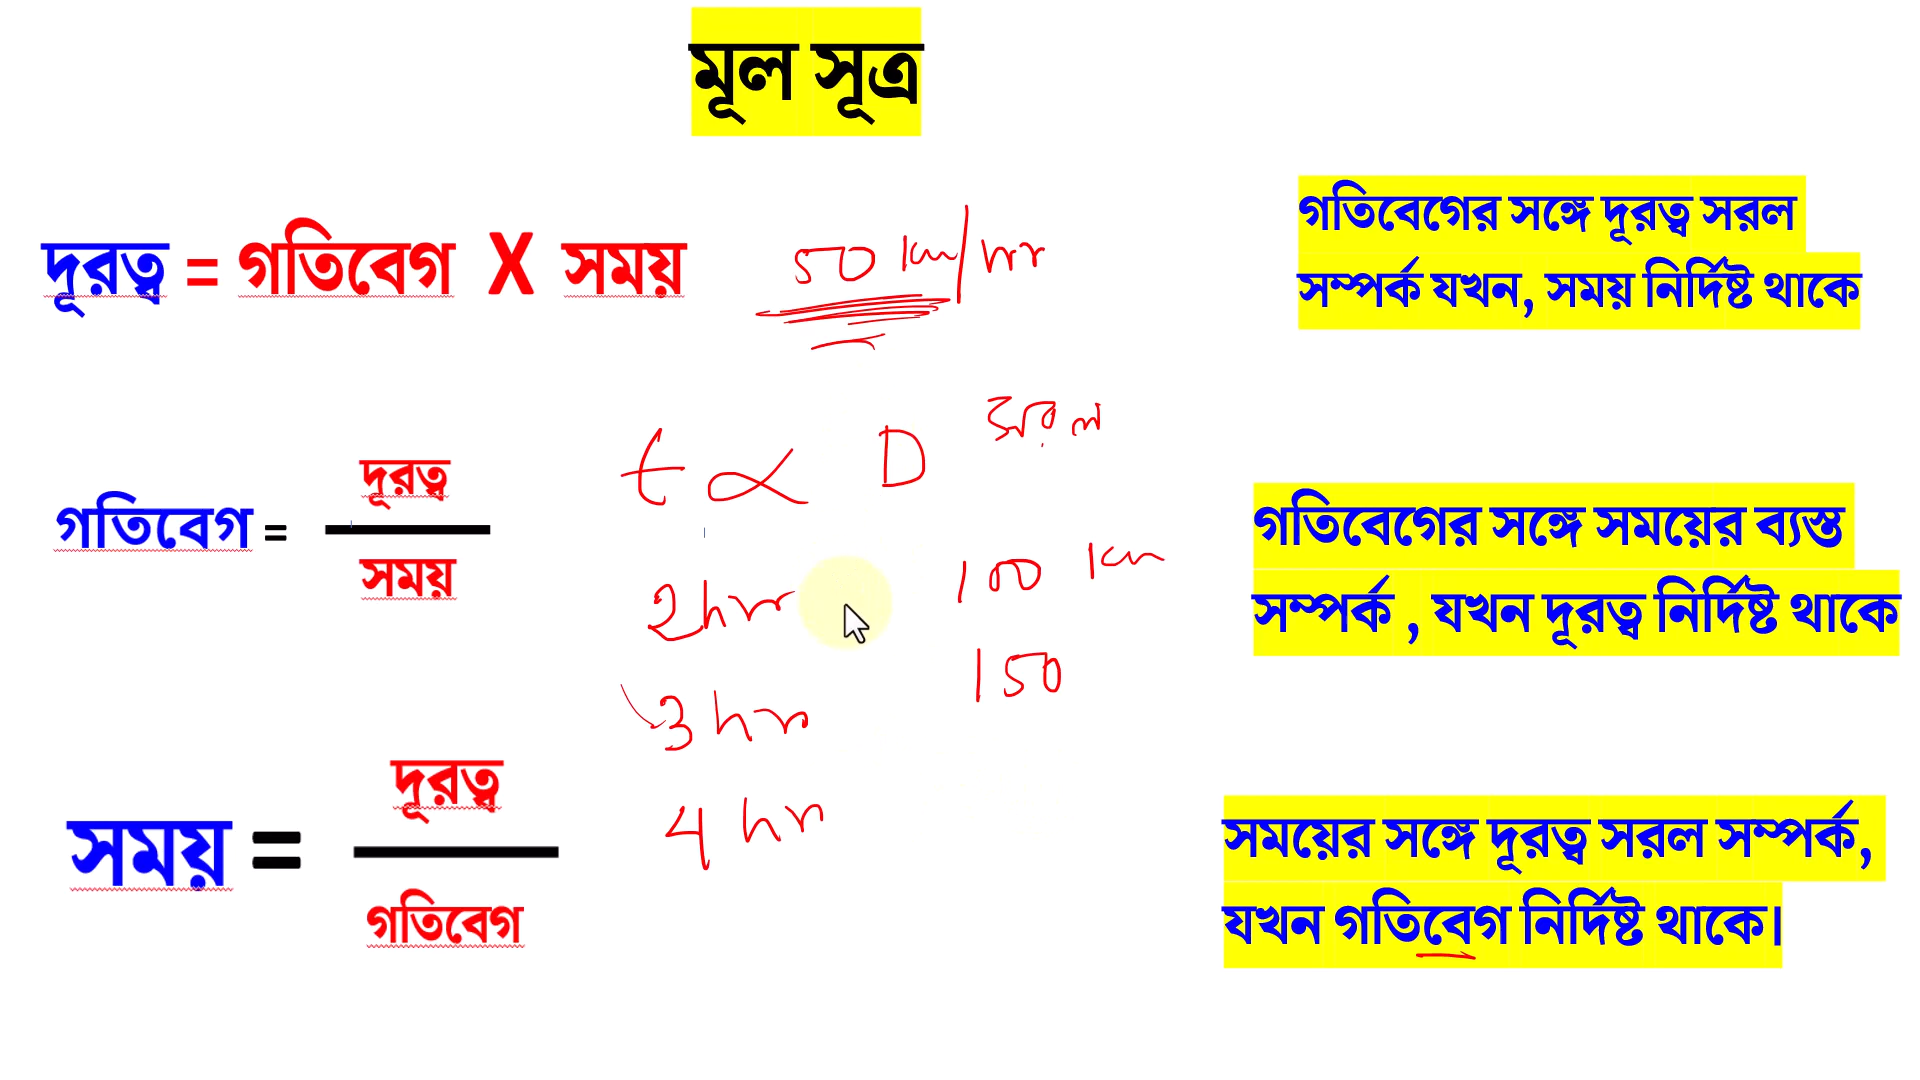 মূল সূত্র
দূরত্ব = গতিবেগ X সময়
50 km/hr
গতিবেগের সঙ্গে দূরত্ব সরল
সম্পর্ক যখন, সময় নির্দিষ্ট থাকে
গতিবেগ =
দূরত্ব
সময়
t ∝ D সরল
2hr 100 km
3 hr 150
4 hr
গতিবেগের সঙ্গে সময়ের ব্যস্ত
সম্পর্ক , যখন দূরত্ব নির্দিষ্ট থাকে
সময় =
দূরত্ব
গতিবেগ
সময়ের সঙ্গে দূরত্ব সরল সম্পর্ক,
যখন গতিবেগ নির্দিষ্ট থাকে।